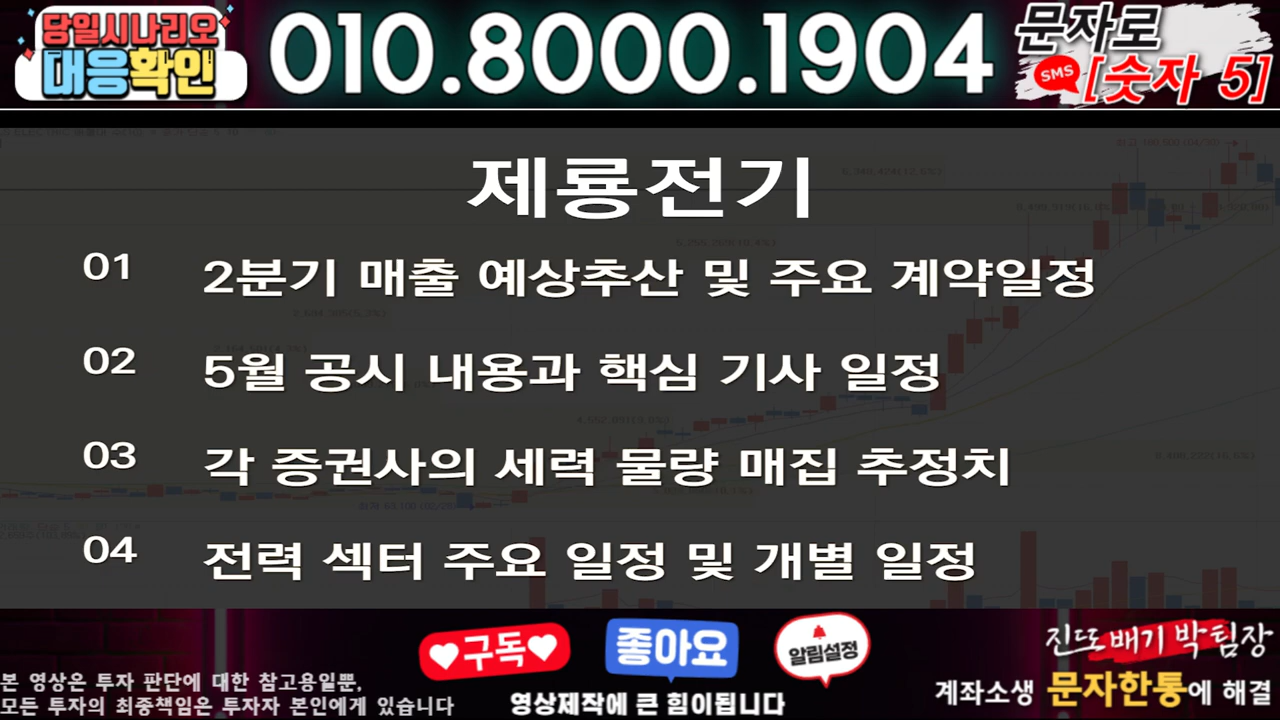 당일시나리오
대응확인
010.8000.1904
문자로
SMS
[숫자 5]
제룡전기
01 2분기 매출 예상추산 및 주요 계약일정
02 5월 공시 내용과 핵심 기사 일정
03 각 증권사의 세력 물량 매집 추정치
04 전력 섹터 주요 일정 및 개별 일정
본 영상은 투자 판단에 대한 참고용일뿐,
모든 투자의 최종책임은 투자자 본인에게 있습니다
구독
좋아요
알림설정
영상제작에 큰 힘이됩니다
진또배기 박팀장
계좌소생 문자한통에 해결